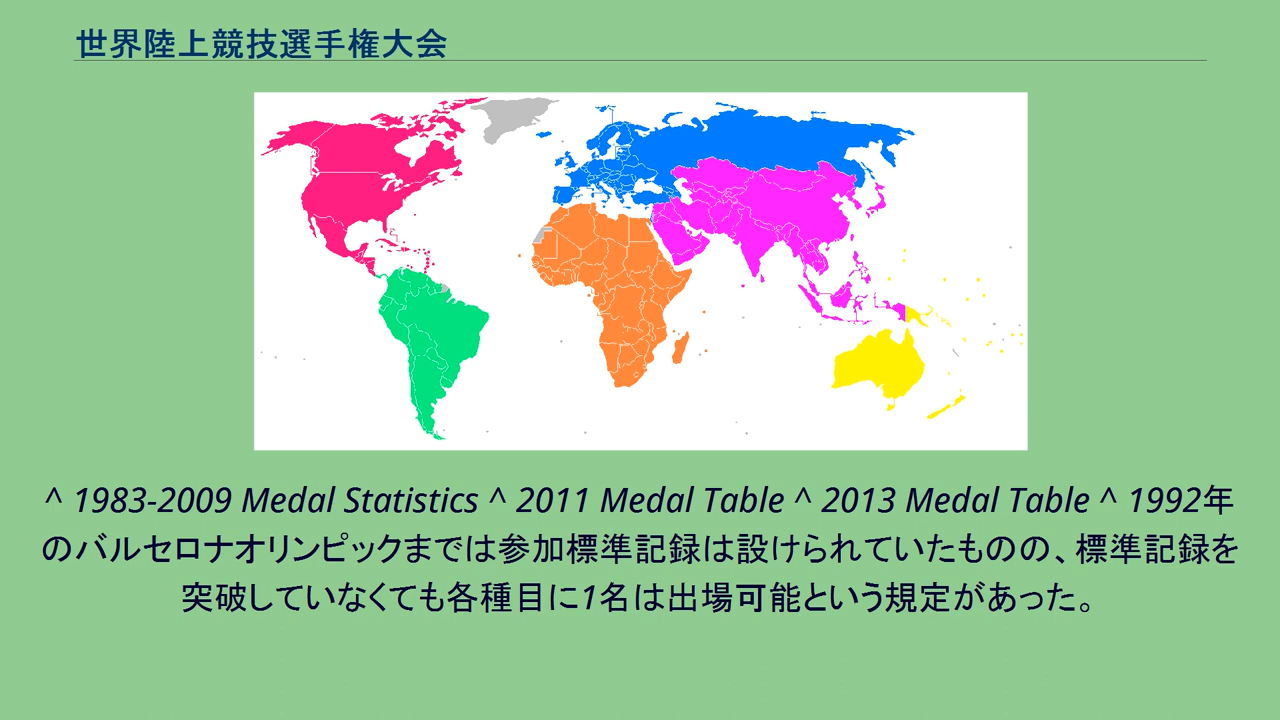 世界陸上競技選手権大会
^ 1983-2009 Medal Statistics ^ 2011 Medal Table ^ 2013 Medal Table ^ 1992年
のバルセロナオリンピックまでは参加標準記録は設けられていたものの、標準記録を
突破していなくても各種目に1名は出場可能という規定があった。